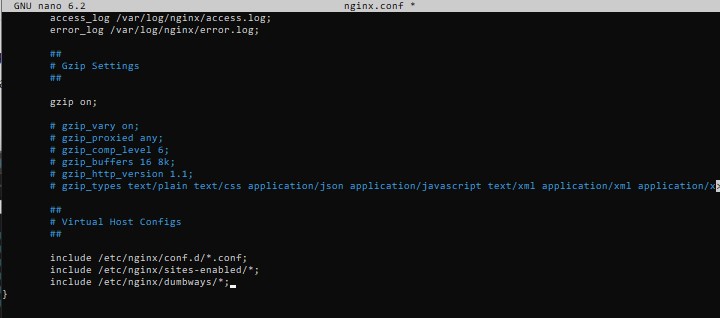 GNU nano 6.2 nginx.conf *
access_log /var/log/nginx/access.log;
error_log /var/log/nginx/error.log;
##
# Gzip Settings
##
gzip on;
# gzip_vary on;
# gzip_proxied any;
# gzip_comp_level 6;
# gzip_buffers 16 8k;
# gzip_http_version 1.1;
# gzip_types text/plain text/css application/json application/javascript text/xml application/xml application/x>
##
# Virtual Host Configs
##
include /etc/nginx/conf.d/*.conf;
include /etc/nginx/sites-enabled/*;
include /etc/nginx/dumbways/*;
}